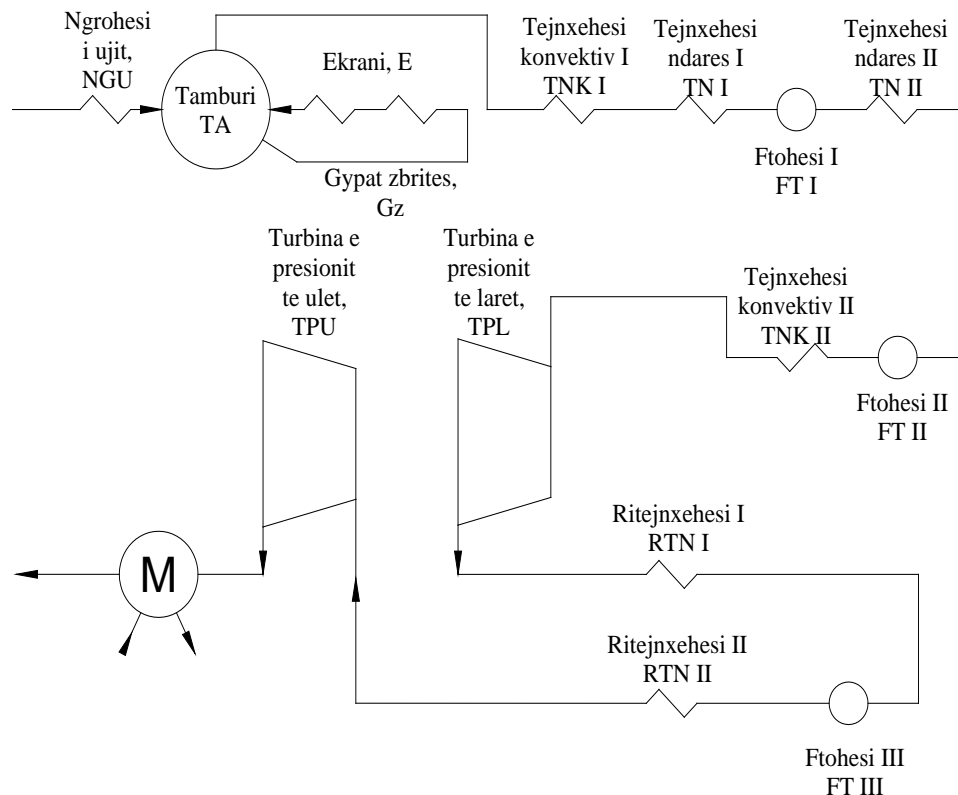 Ngrohesi
i ujit,
NGU
Tamburi
TA
Ekrani, E
Gypat zbrites,
Gz
Tejnxehesi
konvektiv I
TNK I
Tejnxehesi
ndares I
TN I
Tejnxehesi
ndares II
TN II
Ftohesi I
FT I
Turbina e
presionit
te ulet,
TPU
Turbina e
presionit
te laret,
TPL
Tejnxehesi
konvektiv II
TNK II
Ftohesi II
FT II
Ritejnxehesi I
RTN I
M
Ritejnxehesi II
RTN II
Ftohesi III
FT III